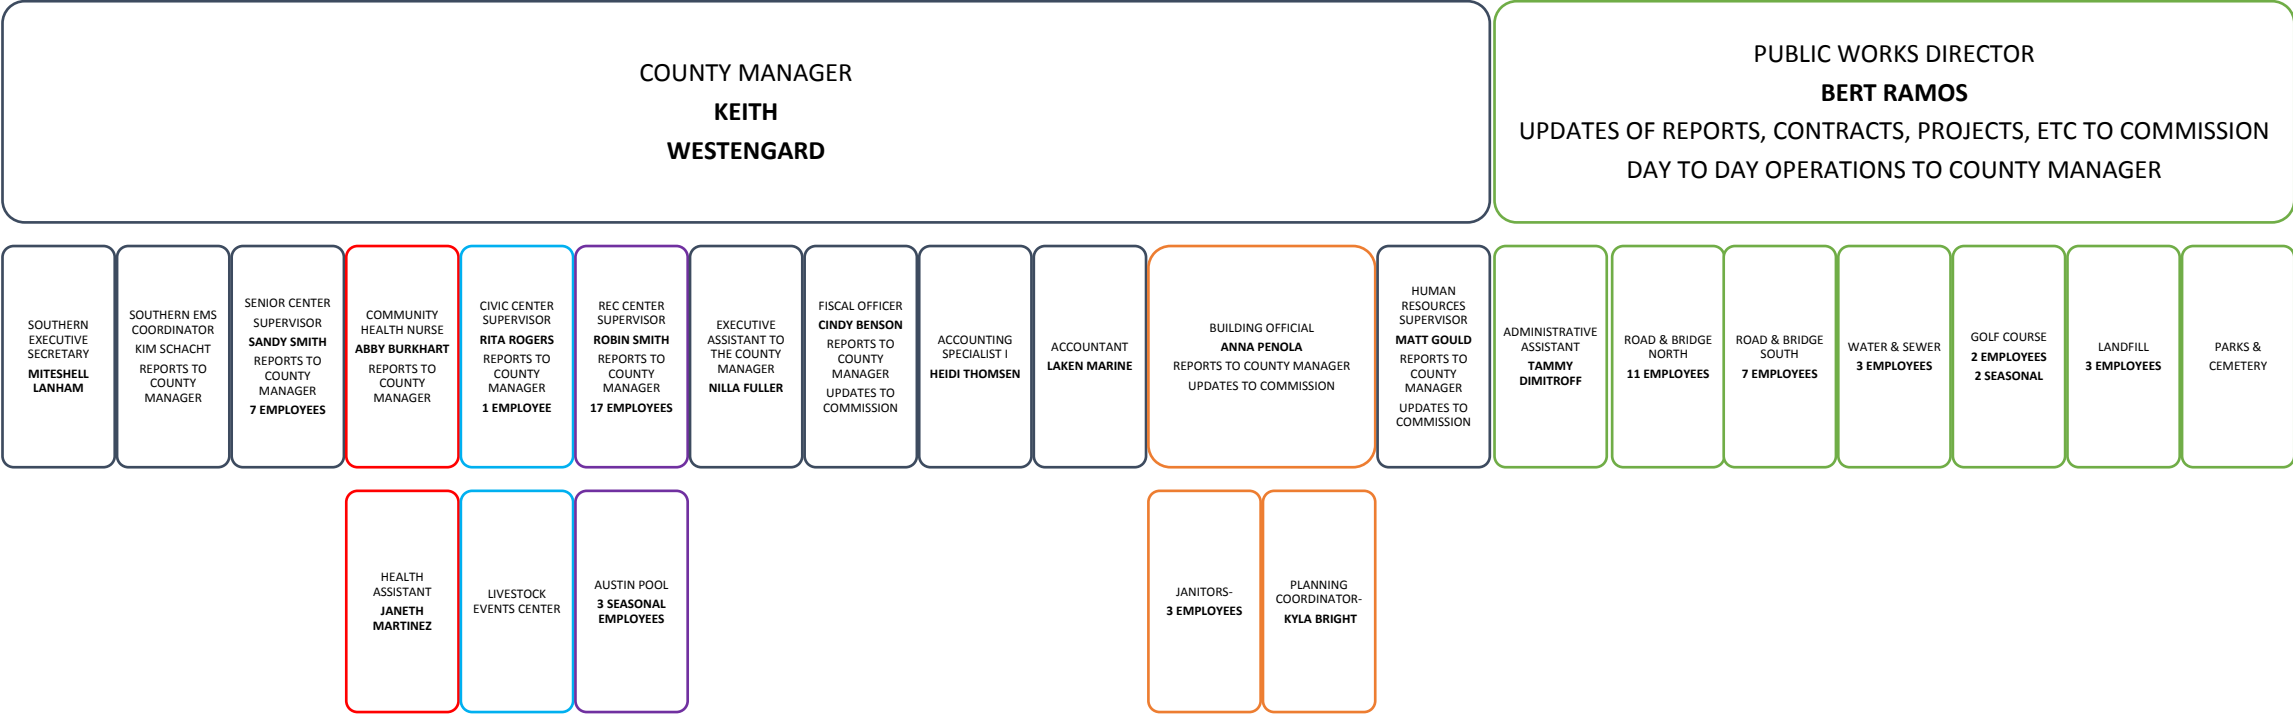 COUNTY MANAGER
KEITH
WESTENGARD
PUBLIC WORKS DIRECTOR
BERT RAMOS
UPDATES OF REPORTS, CONTRACTS, PROJECTS, ETC TO COMMISSION
DAY TO DAY OPERATIONS TO COUNTY MANAGER
SOUTHERN
EXECUTIVE
SECRETARY
MITESHELL
LANHAM
SOUTHERN EMS
COORDINATOR
KIM SCHACHT
REPORTS TO
COUNTY
MANAGER
SENIOR CENTER
SUPERVISOR
SANDY SMITH
REPORTS TO
COUNTY
MANAGER
7 EMPLOYEES
COMMUNITY
HEALTH NURSE
ABBY BURKHART
REPORTS TO
COUNTY
MANAGER
CIVIC CENTER
SUPERVISOR
RITA ROGERS
REPORTS TO
COUNTY
MANAGER
1 EMPLOYEE
REC CENTER
SUPERVISOR
ROBIN SMITH
REPORTS TO
COUNTY
MANAGER
17 EMPLOYEES
EXECUTIVE
ASSISTANT TO
THE COUNTY
MANAGER
NILLA FULLER
FISCAL OFFICER
CINDY BENSON
REPORTS TO
COUNTY
MANAGER
UPDATES TO
COMMISSION
ACCOUNTING
SPECIALIST I
HEIDI THOMSEN
ACCOUNTANT
LAKEN MARINE
BUILDING OFFICIAL
ANNA PENOLA
REPORTS TO COUNTY MANAGER
UPDATES TO COMMISSION
HUMAN
RESOURCES
SUPERVISOR
MATT GOULD
REPORTS TO
COUNTY
MANAGER
UPDATES TO
COMMISSION
ADMINISTRATIVE
ASSISTANT
TAMMY
DIMITROFF
ROAD & BRIDGE
NORTH
11 EMPLOYEES
ROAD & BRIDGE
SOUTH
7 EMPLOYEES
WATER & SEWER
3 EMPLOYEES
GOLF COURSE
2 EMPLOYEES
2 SEASONAL
LANDFILL
3 EMPLOYEES
PARKS &
CEMETERY
HEALTH
ASSISTANT
JANETH
MARTINEZ
LIVESTOCK
EVENTS CENTER
AUSTIN POOL
3 SEASONAL
EMPLOYEES
JANITORS-
3 EMPLOYEES
PLANNING
COORDINATOR-
KYLA BRIGHT